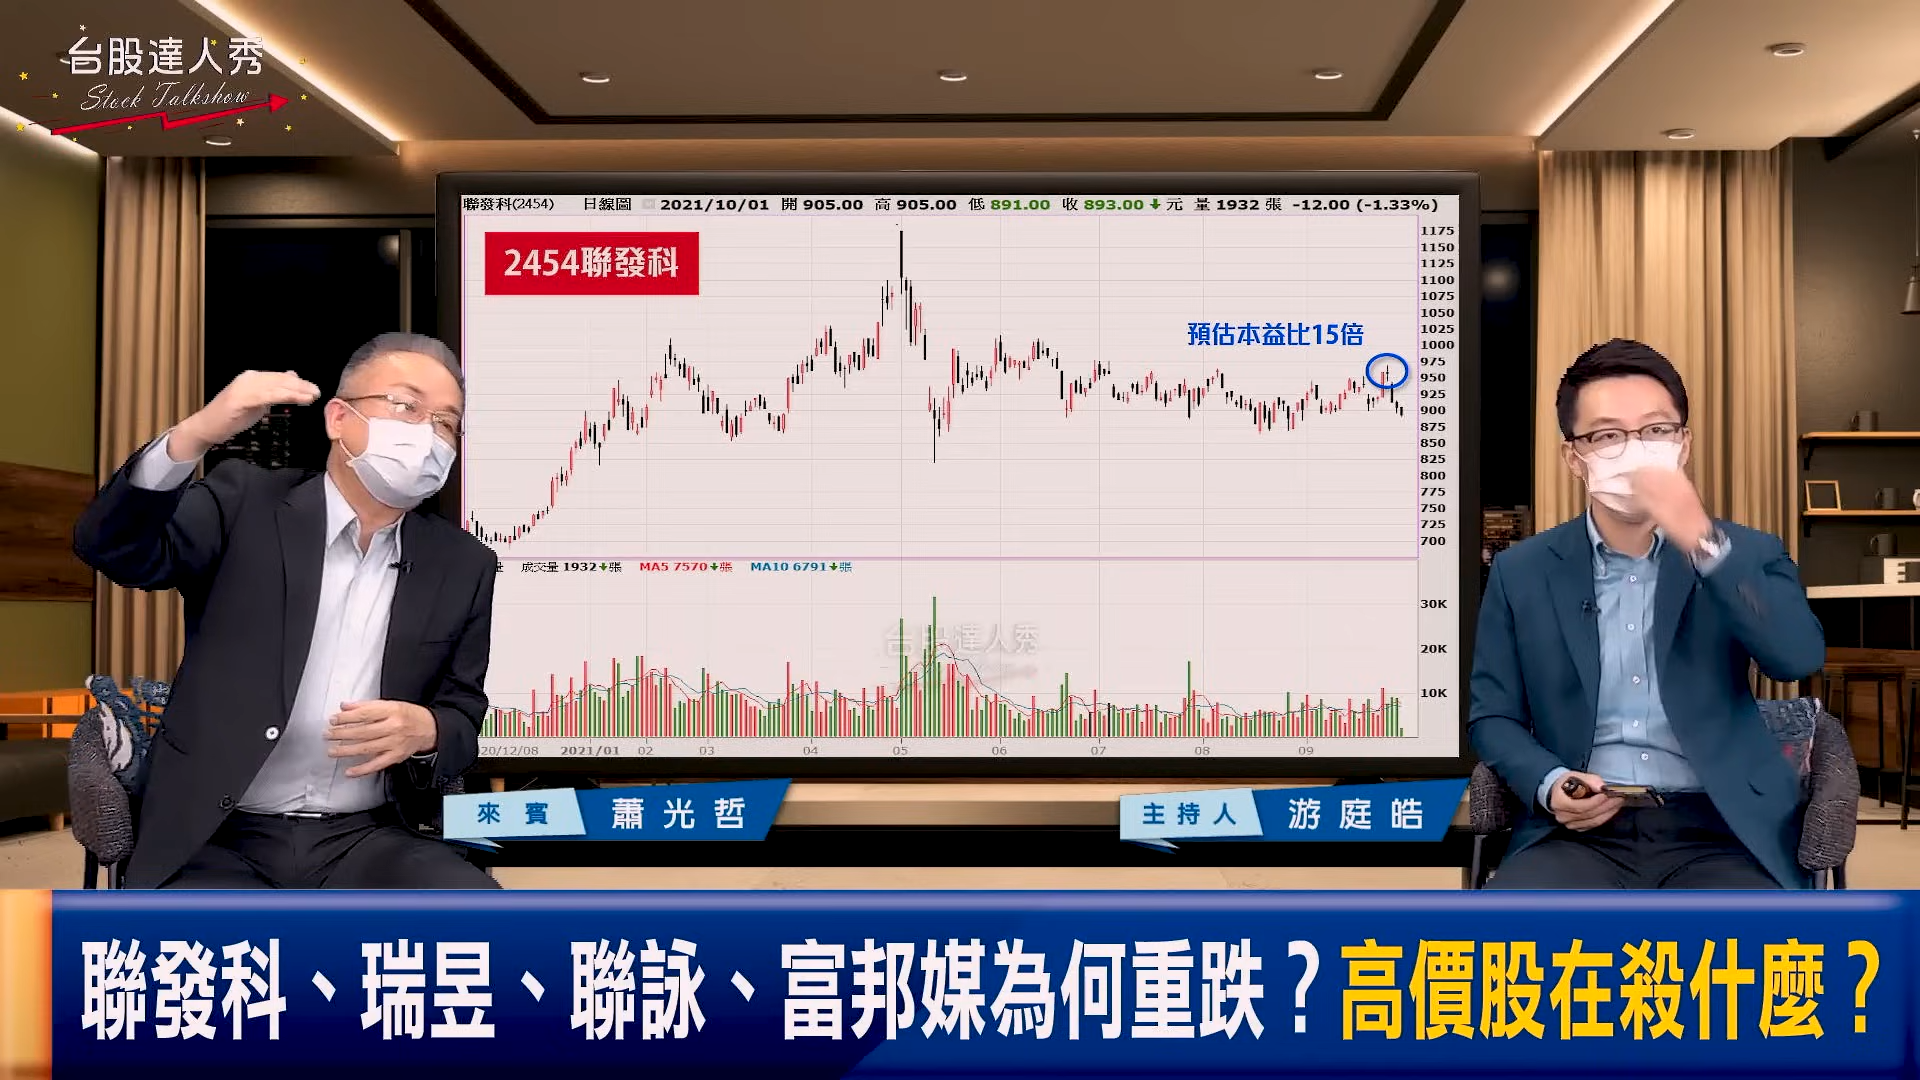 台股達人秀
Stock Talkshow
聯發科(2454) 日線圖 2021/10/01 開 905.00 高 905.00 低 891.00 收 893.00↓元 量 1932 張 -12.00 (-1.33%)
2454聯發科
預估本益比15倍
1175
1150
1125
1100
1075
1050
1025
1000
975
950
925
900
875
850
825
800
775
750
725
700
量 成交量 1932↓張 MA5 7570↓張 MA10 6791↓張
台股達人秀
30K
20K
10K
20/12/08 2021/01 02 03 04 05 06 07 08 09
來賓 蕭光哲
主持人 游庭皓
聯發科、瑞昱、聯詠、富邦媒為何重跌？高價股在殺什麼？